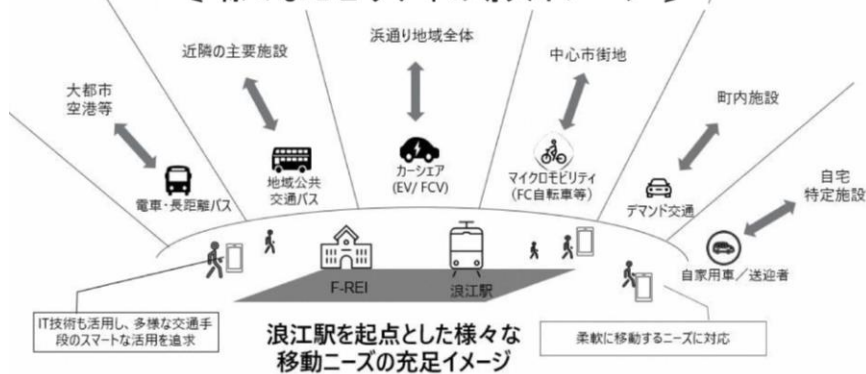 浜通り地域全体
近隣の主要施設
中心市街地
大都市
空港等
町内施設
自宅
特定施設
電車・長距離バス
地域公共
交通バス
カーシェア
(EV/ FCV)
マイクロモビリティ
(FC自転車等)
デマンド交通
自家用車／送迎者
F-REI
浪江駅
IT技術も活用し、多様な交通手
段のスマートな活用を追求
浪江駅を起点とした様々な
移動ニーズの充足イメージ
柔軟に移動するニーズに対応